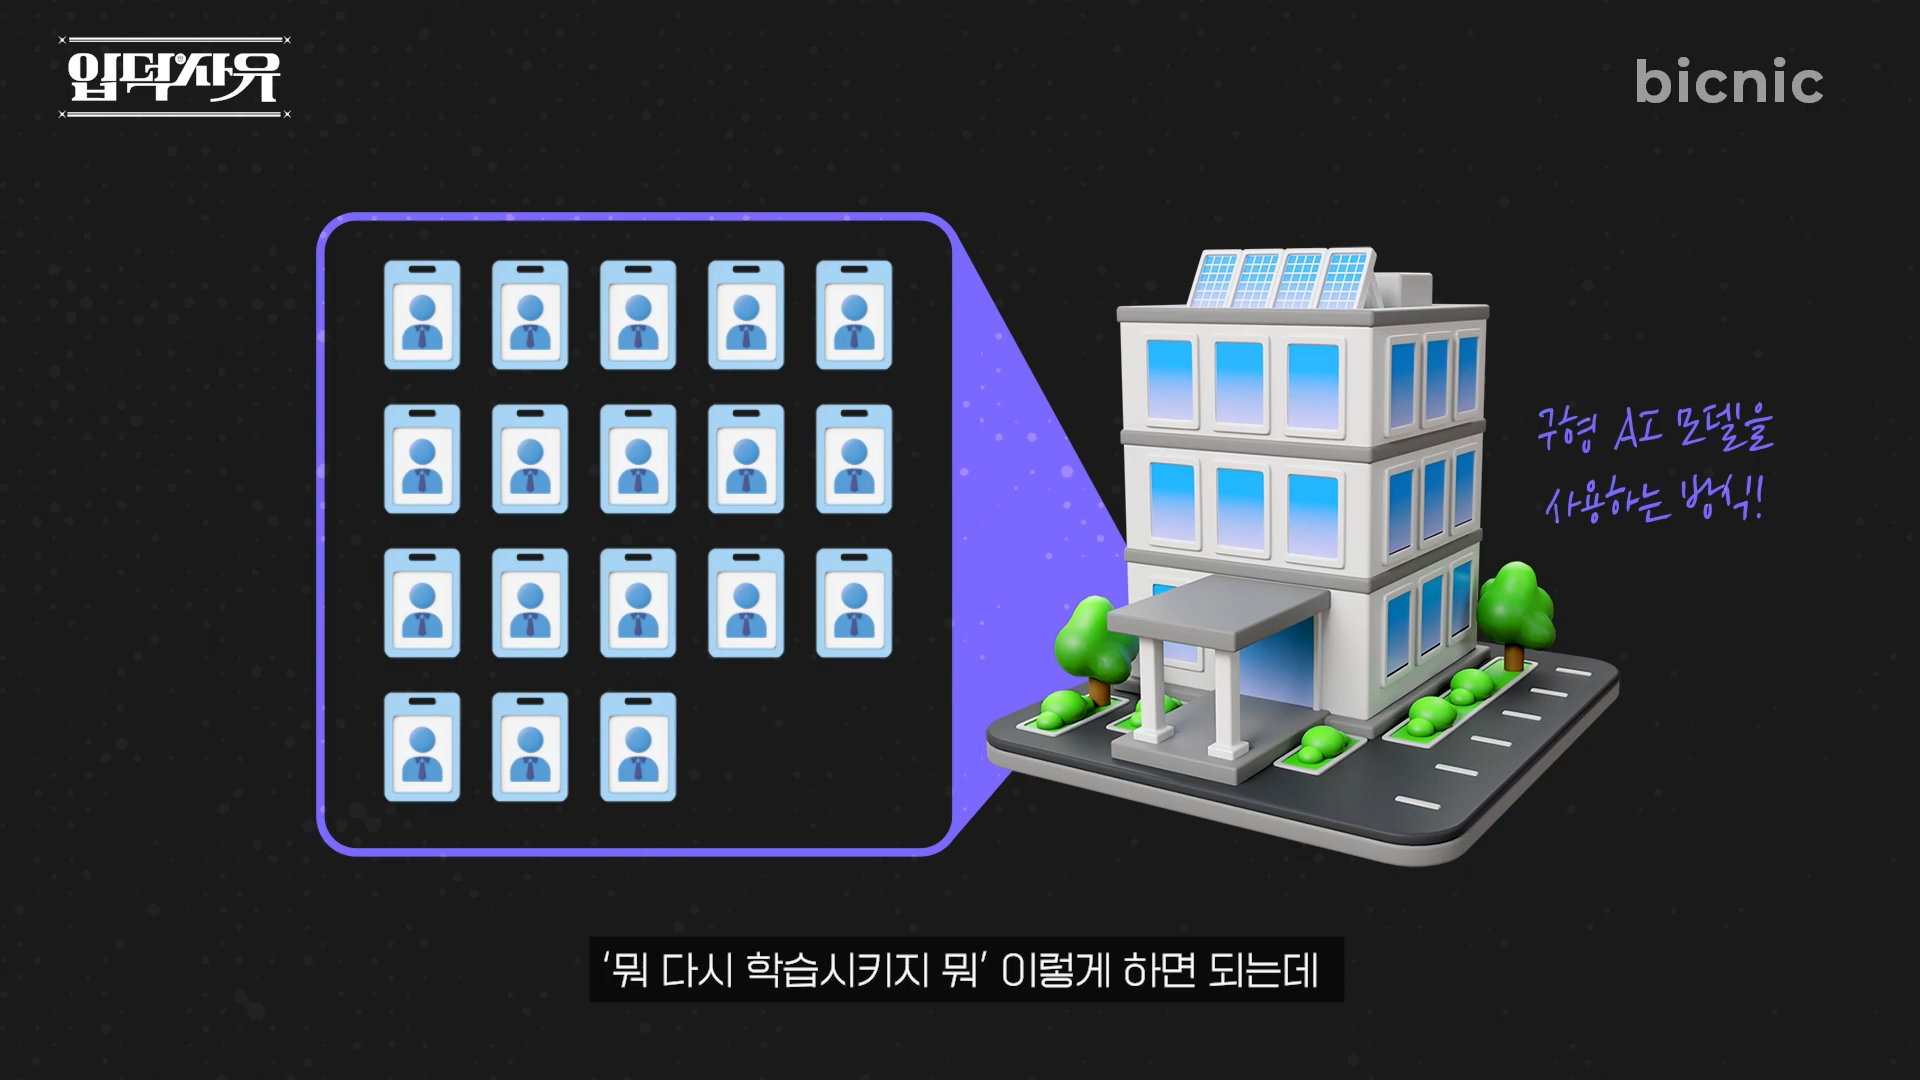 입덕사유
bicnic
구형 AI 모델을
사용하는 방식!
‘뭐 다시 학습시키지 뭐’ 이렇게 하면 되는데